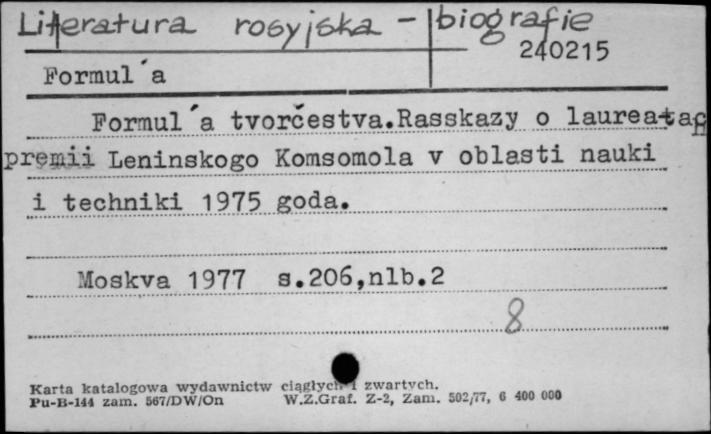 Literatura rosyjska - biografie
240215
Formul´a
Formul´a tvorčestva.Rasskazy o laureatach
premii Leninskogo Komsomola v oblasti nauki
i techniki 1975 goda.
Moskva 1977 s.206,nlb.2
8
Karta katalogowa wydawnictw ciągłych i zwartych.
Pu-B-144 zam. 567/DW/On W.Z.Graf. Z-2, Zam. 502/77, 6 400 000